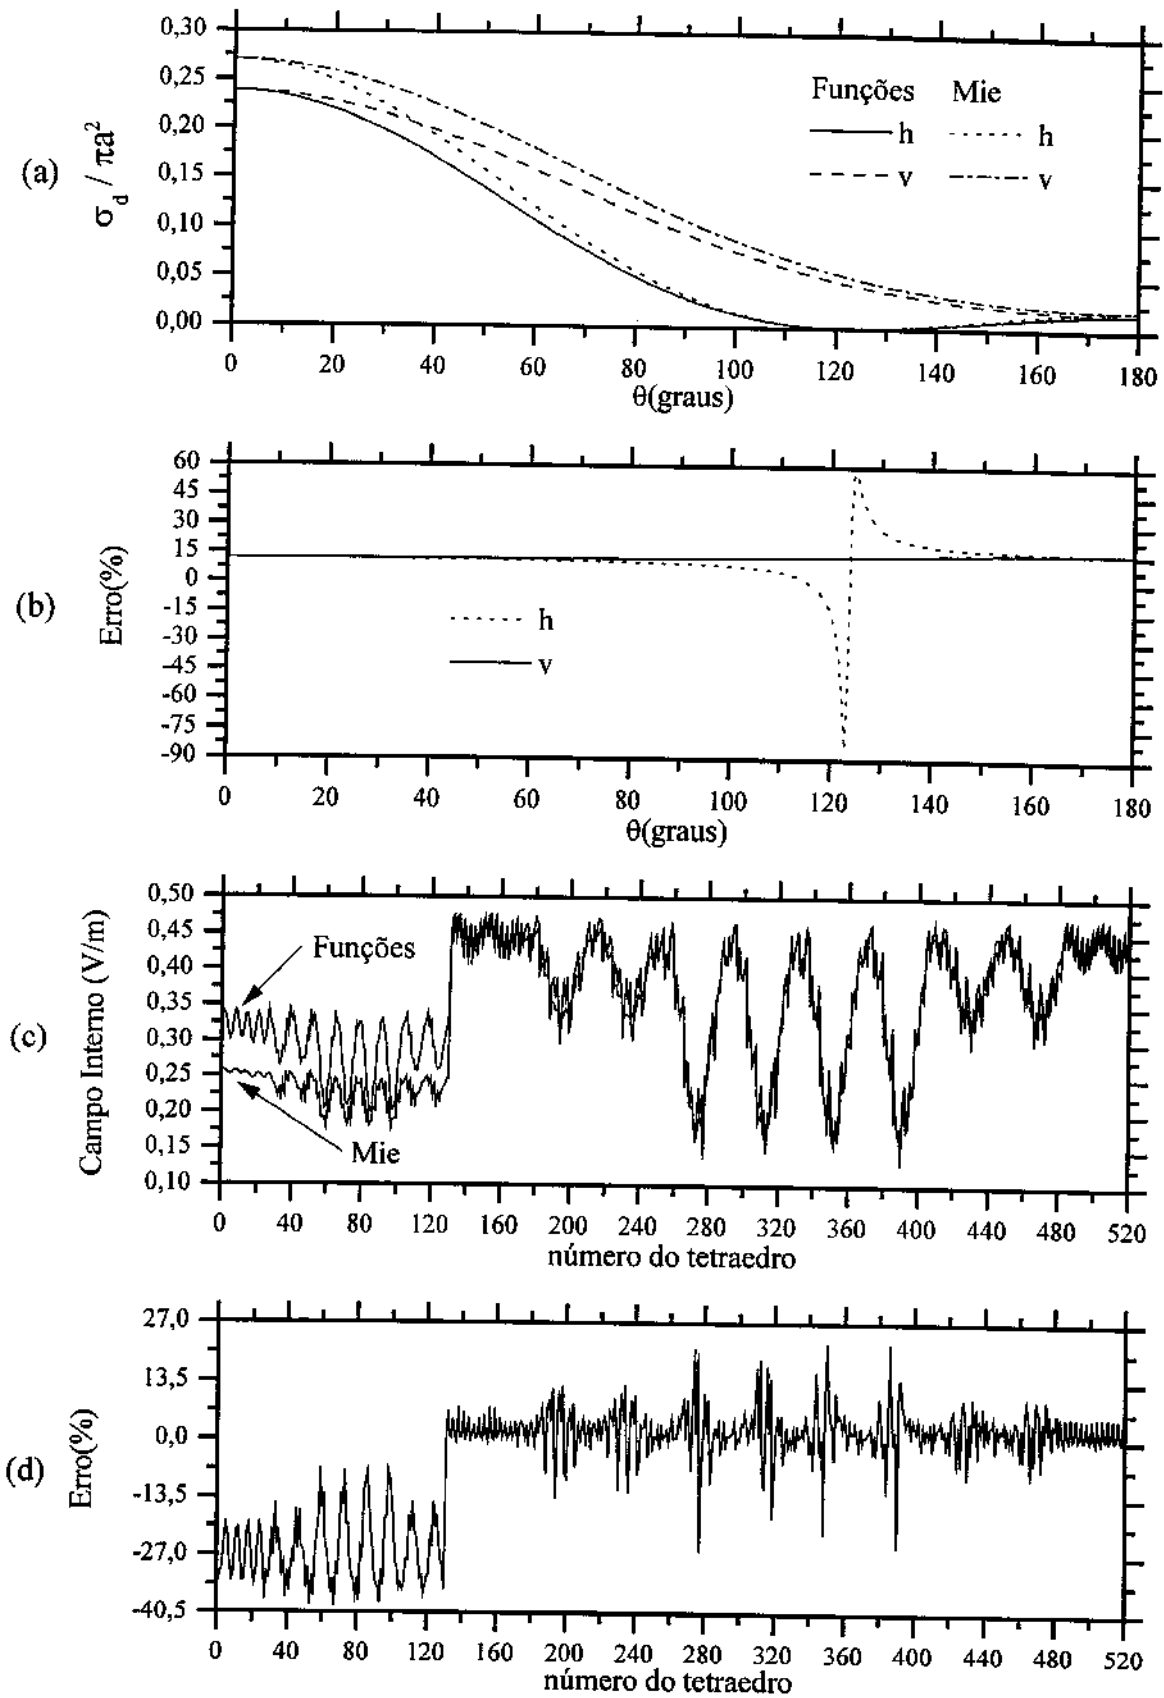 (a)
σd / πa²
0,30
0,25
0,20
0,15
0,10
0,05
0,00
Funções Mie
h h
v v
0 20 40 60 80 100 120 140 160 180
θ(graus)
(b)
Erro(%)
60
45
30
15
0
-15
-30
-45
-60
-75
-90
h
v
0 20 40 60 80 100 120 140 160 180
θ(graus)
(c)
Campo Interno (V/m)
0,50
0,45
0,40
0,35
0,30
0,25
0,20
0,15
0,10
Funções
Mie
0 40 80 120 160 200 240 280 320 360 400 440 480 520
número do tetraedro
(d)
Erro(%)
27,0
13,5
0,0
-13,5
-27,0
-40,5
0 40 80 120 160 200 240 280 320 360 400 440 480 520
número do tetraedro